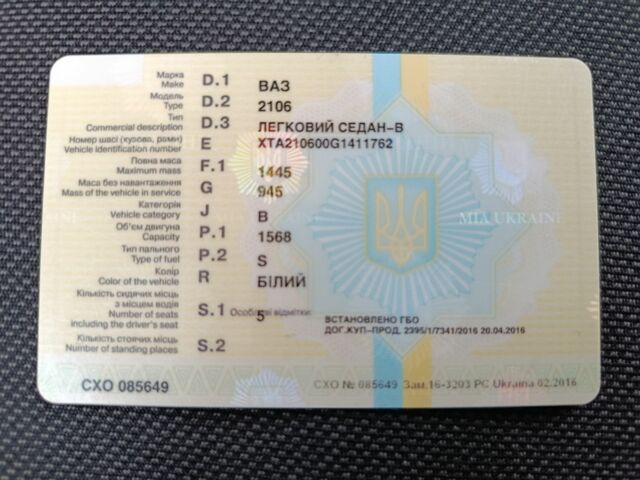 Марка
Make D.1 ВАЗ
Модель
Type D.2 2106
Тип
Commercial description D.3 ЛЕГКОВИЙ СЕДАН-В
Номер шасі (кузова, рами)
Vehicle identification number E XTA210600G1411762
Повна маса
Maximum mass F.1 1445
Маса без навантаження
Mass of the vehicle in service G 945
Категорія
Vehicle category J B
Об'єм двигуна
Capacity P.1 1568
Тип пального
Type of fuel P.2 S
Колір
Color of the vehicle R БІЛИЙ
Кількість сидячих місць
з місцем водія
Number of seats
including the driver's seat S.1 5
Особливі відмітки:
ВСТАНОВЛЕНО ГБО
ДОГ.КУП-ПРОД. 2395/1/7341/2016 20.04.2016
Кількість стоячих місць
Number of standing places S.2
MIA UKRAINE
CXO 085649
CXO № 085649 Зам.16-3203 РС Ukraina 02.2016